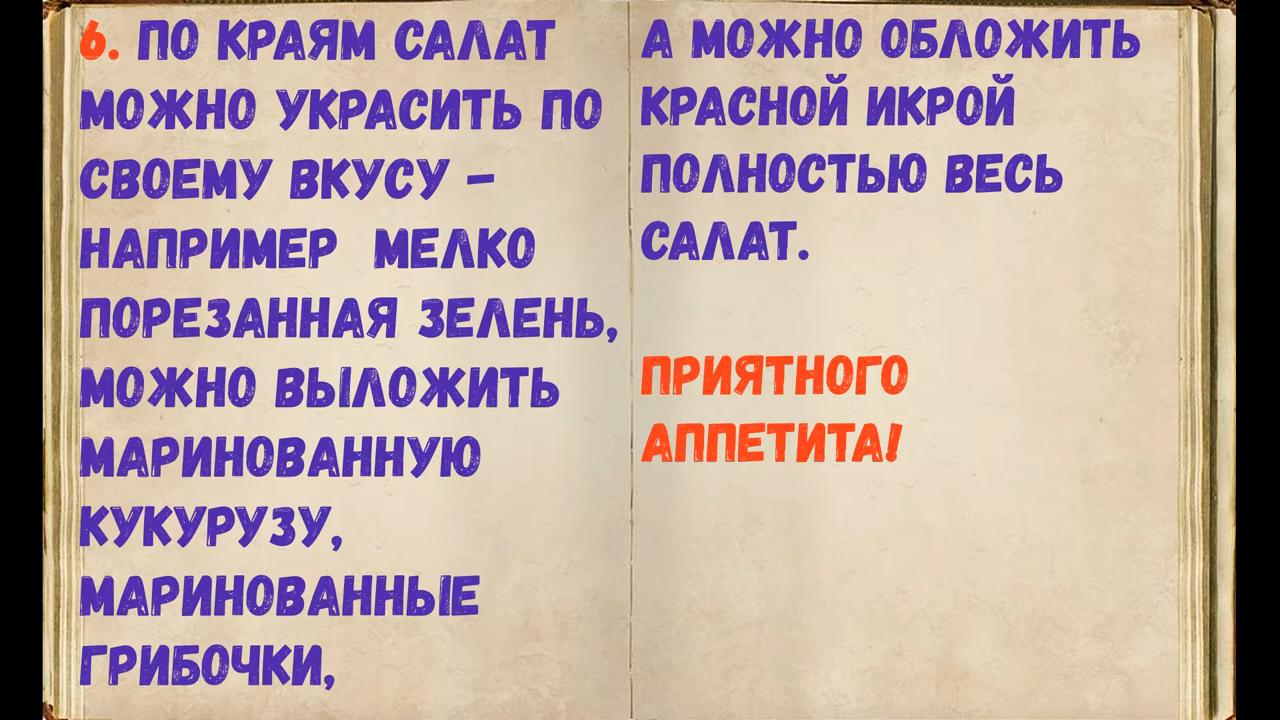 6. ПО КРАЯМ САЛАТ
МОЖНО УКРАСИТЬ ПО
СВОЕМУ ВКУСУ –
НАПРИМЕР МЕЛКО
ПОРЕЗАННАЯ ЗЕЛЕНЬ,
МОЖНО ВЫЛОЖИТЬ
МАРИНОВАННУЮ
КУКУРУЗУ,
МАРИНОВАННЫЕ
ГРИБОЧКИ,
А МОЖНО ОБЛОЖИТЬ
КРАСНОЙ ИКРОЙ
ПОЛНОСТЬЮ ВЕСЬ
САЛАТ.
ПРИЯТНОГО
АППЕТИТА!